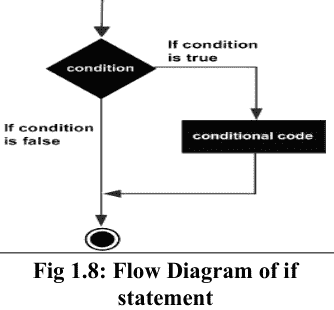 If condition
is true
condition
If condition
is false
conditional code
Fig 1.8: Flow Diagram of if
statement